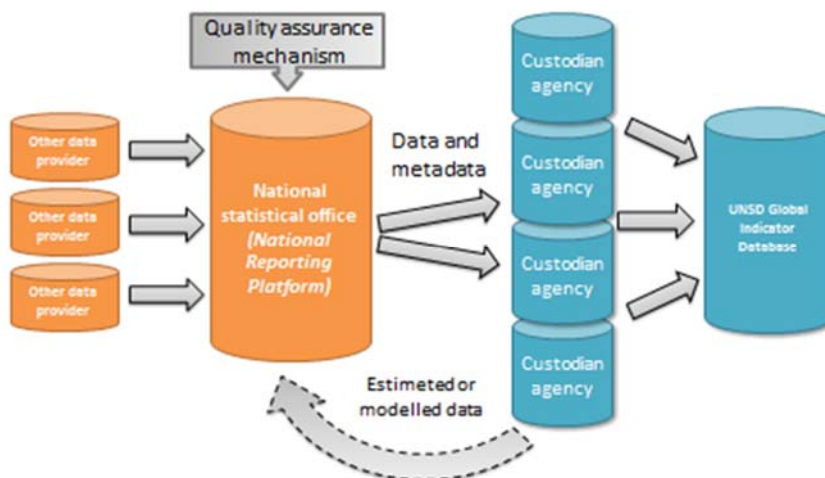 Quality assurance
mechanism
Other data
provider
Other data
provider
Other data
provider
National
statistical office
(National
Reporting
Platform)
Data and
metadata
Custodian
agency
Custodian
agency
Custodian
agency
Custodian
agency
UNSD Global
Indicator
Database
Estimeted or
modelled data